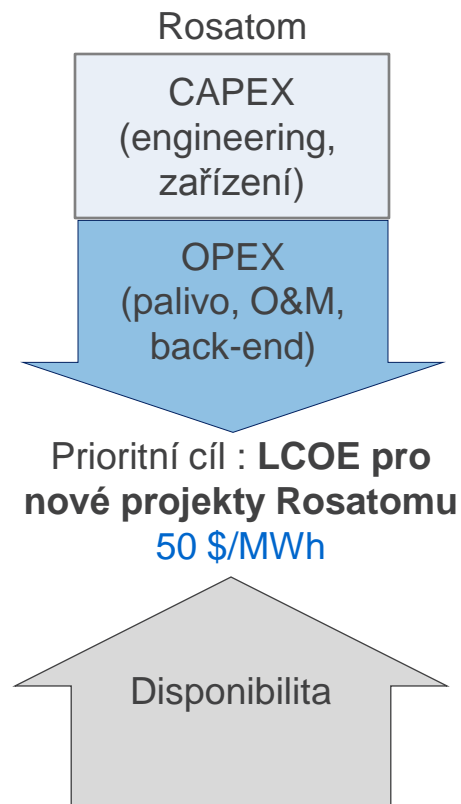 Rosatom
CAPEX
(engineering,
zařízení)
OPEX
(palivo, O&M,
back-end)
Prioritní cíl : LCOE pro
nové projekty Rosatomu
50 $/MWh
Disponibilita